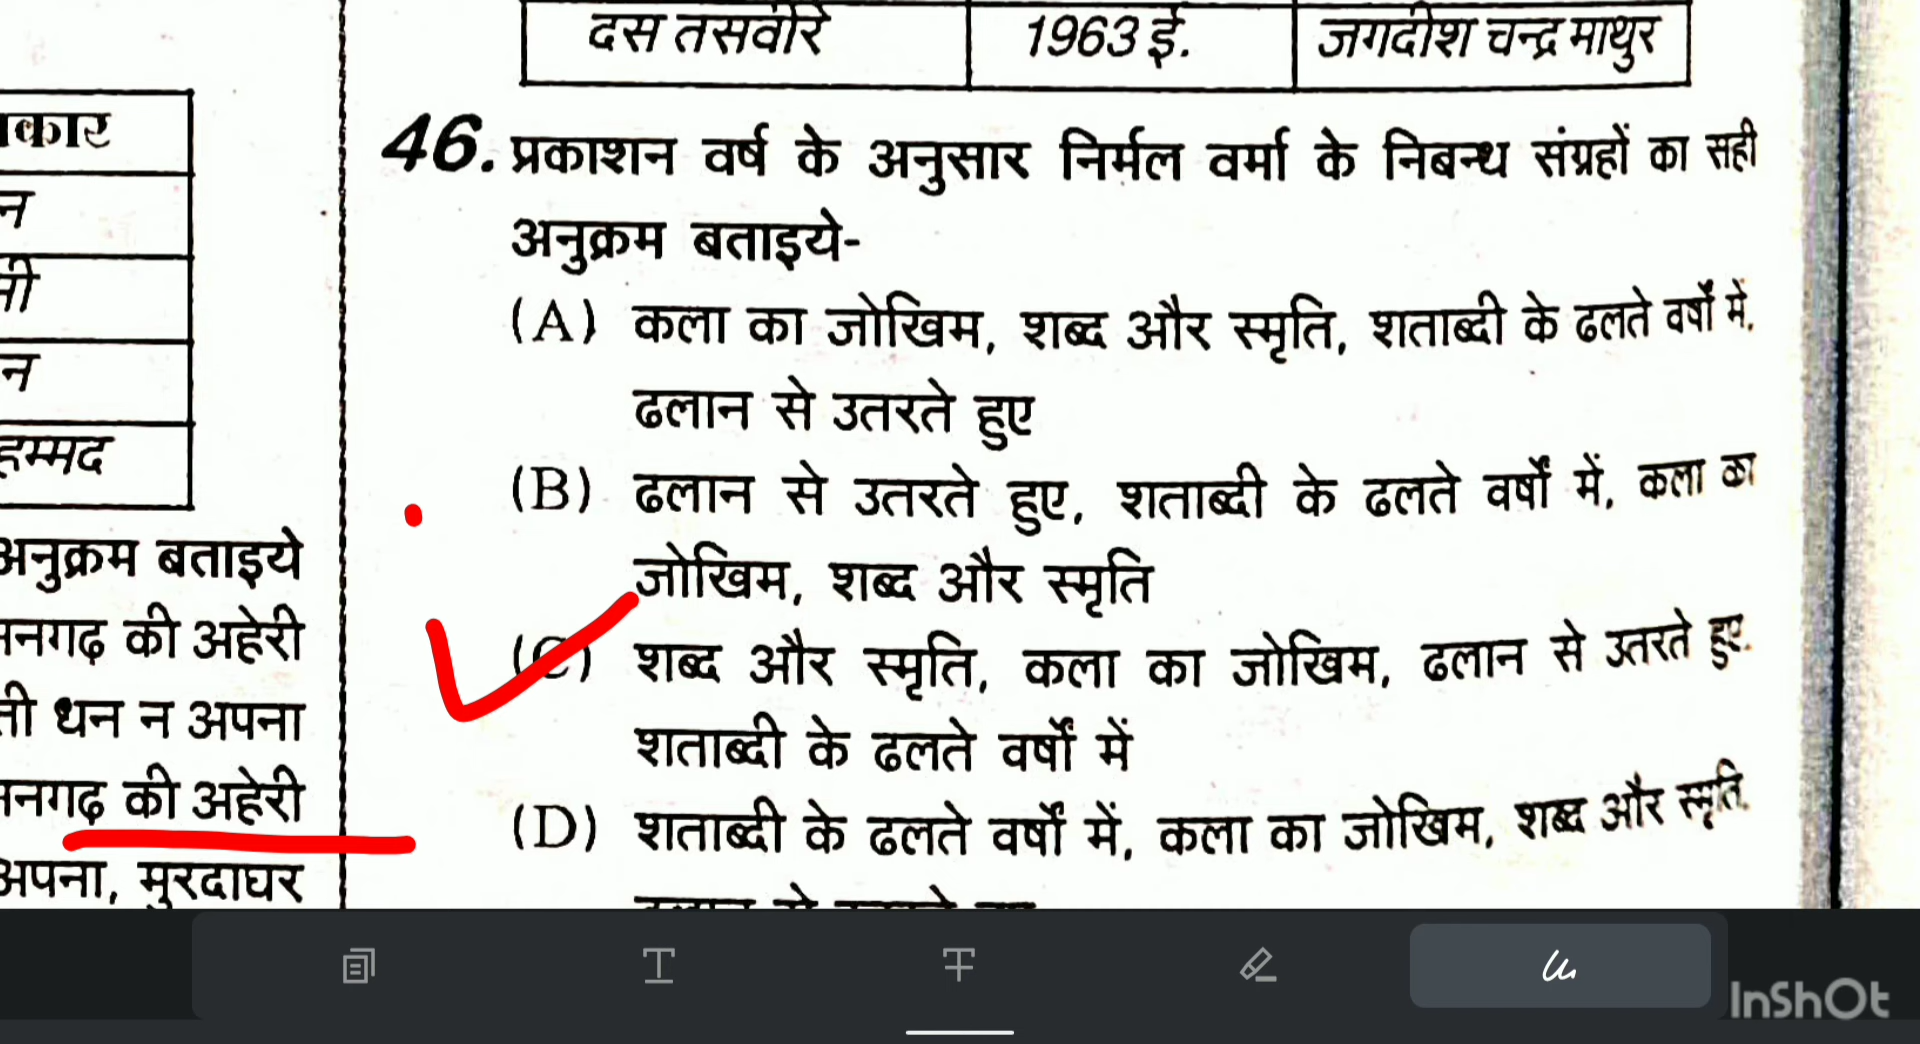 दस तसवीरें 1963 ई. जगदीश चन्द्र माथुर
46. प्रकाशन वर्ष के अनुसार निर्मल वर्मा के निबन्ध संग्रहों का सही
अनुक्रम बताइये-
(A) कला का जोखिम, शब्द और स्मृति, शताब्दी के ढलते वर्षों में,
ढलान से उतरते हुए
(B) ढलान से उतरते हुए, शताब्दी के ढलते वर्षों में, कला का
जोखिम, शब्द और स्मृति
(C) शब्द और स्मृति, कला का जोखिम, ढलान से उतरते हुए,
शताब्दी के ढलते वर्षों में
(D) शताब्दी के ढलते वर्षों में, कला का जोखिम, शब्द और स्मृति,
अनुक्रम बताइये
की अहेरी
धन न अपना
की अहेरी
अपना, मुरदाघर
InShOt